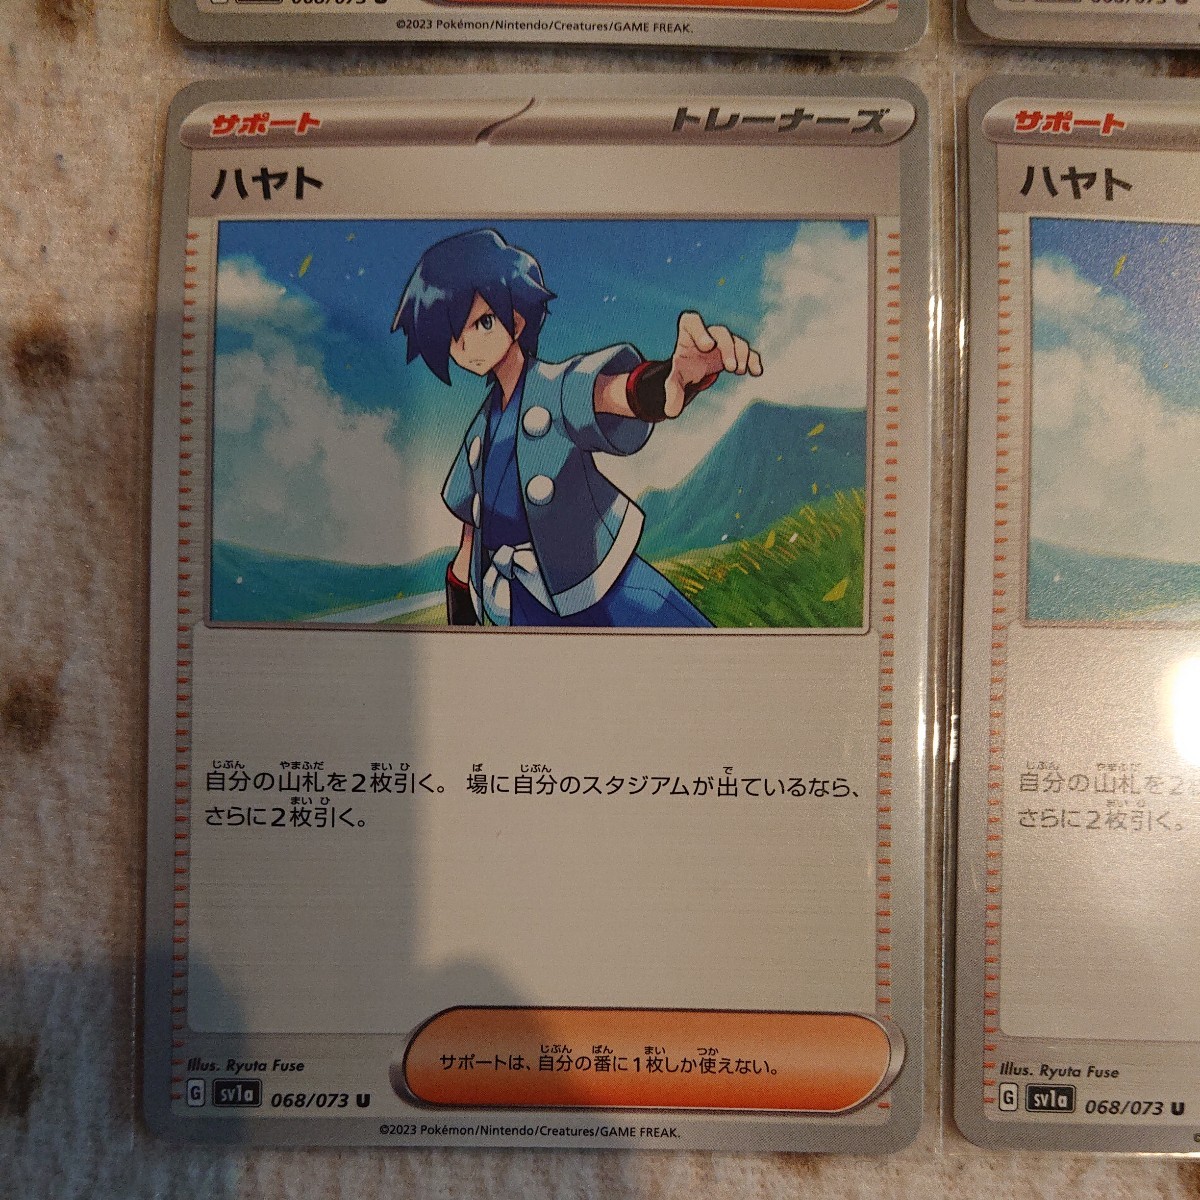 ©2023 Pokémon/Nintendo/Creatures/GAME FREAK.
サポート トレーナーズ
ハヤト
自分の山札を2枚引く。 場に自分のスタジアムが出ているなら、
さらに2枚引く。
サポートは、自分の番に1枚しか使えない。
Illus. Ryuta Fuse
G sv1a 068/073 U
©2023 Pokémon/Nintendo/Creatures/GAME FREAK.
サポート
ハヤト
自分の山札を2
さらに2枚引く。
Illus. Ryuta Fuse
G sv1a 068/073 U